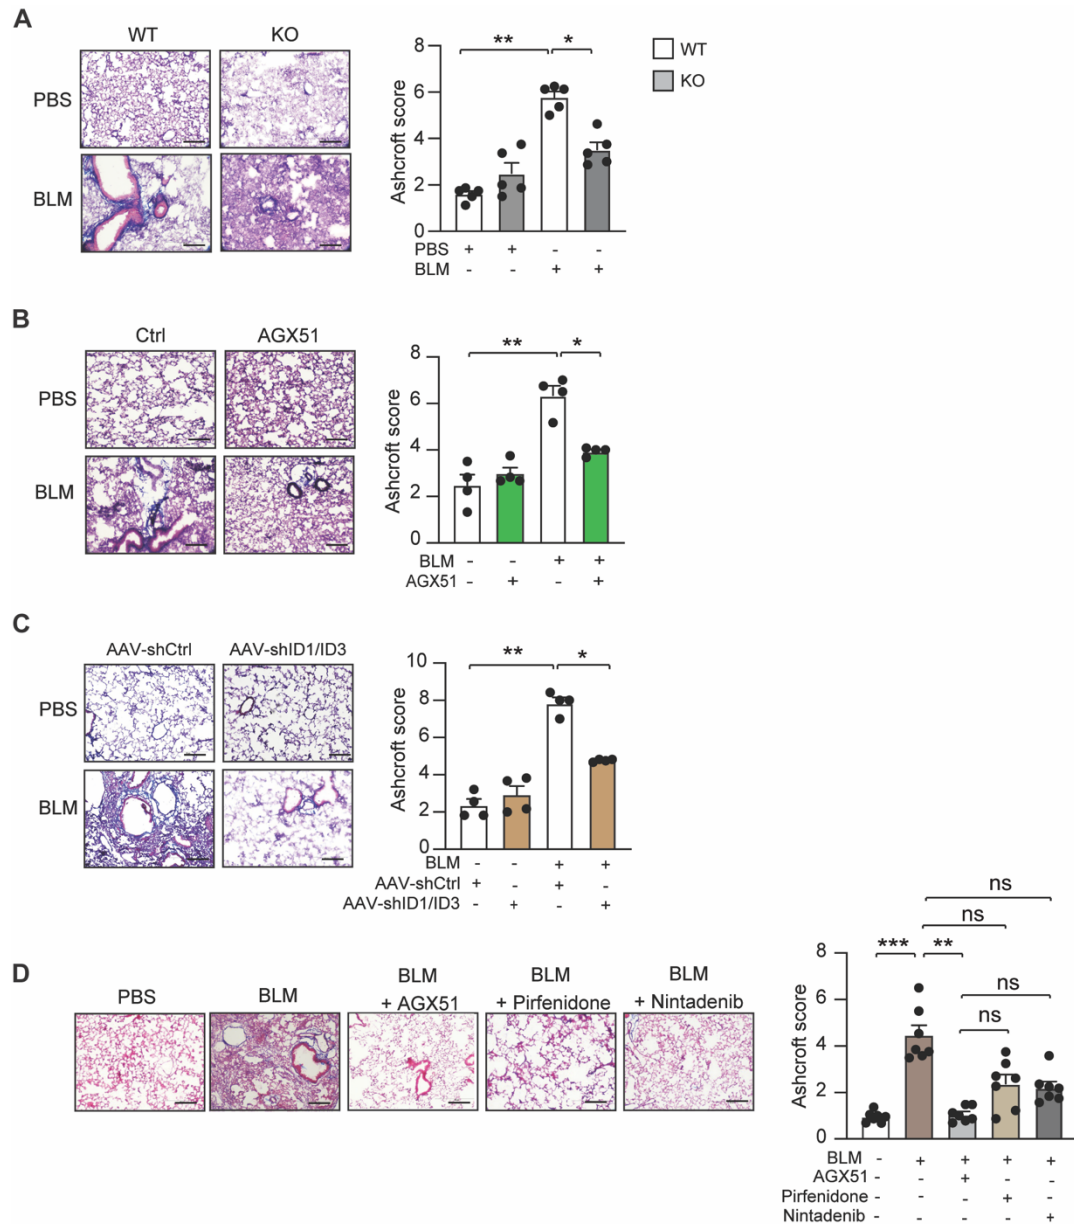 A
WT KO
PBS
BLM
Ashcroft score
8
6
4
2
0
** *
WT
KO
PBS + + - -
BLM - - + +
B
Ctrl AGX51
PBS
BLM
Ashcroft score
8
6
4
2
0
** *
BLM - - + +
AGX51 - + - +
C
AAV-shCtrl AAV-shID1/ID3
PBS
BLM
Ashcroft score
10
8
6
4
2
0
** *
BLM - - + +
AAV-shCtrl + - + -
AAV-shID1/ID3 - + - +
D
PBS
BLM
BLM
+ AGX51
BLM
+ Pirfenidone
BLM
+ Nintadenib
Ashcroft score
8
6
4
2
0
ns
ns
*** **
ns
ns
BLM - + + + +
AGX51 - - + - -
Pirfenidone - - - + -
Nintadenib - - - - +